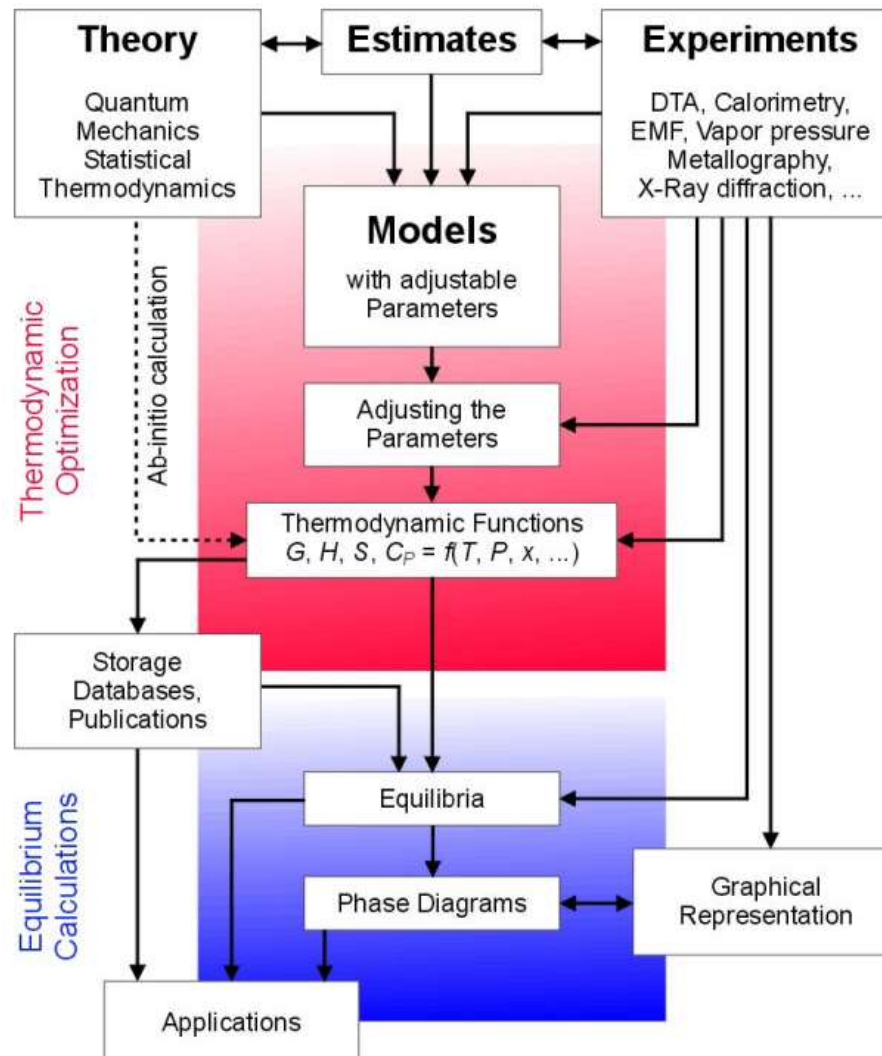 Theory
Quantum
Mechanics
Statistical
Thermodynamics
Estimates
Experiments
DTA, Calorimetry,
EMF, Vapor pressure
Metallography,
X-Ray diffraction, ...
Models
with adjustable
Parameters
Thermodynamic
Optimization
Ab-initio calculation
Adjusting the
Parameters
Thermodynamic Functions
G, H, S, C_P = f(T, P, x, ...)
Storage
Databases,
Publications
Equilibrium
Calculations
Equilibria
Phase Diagrams
Graphical
Representation
Applications